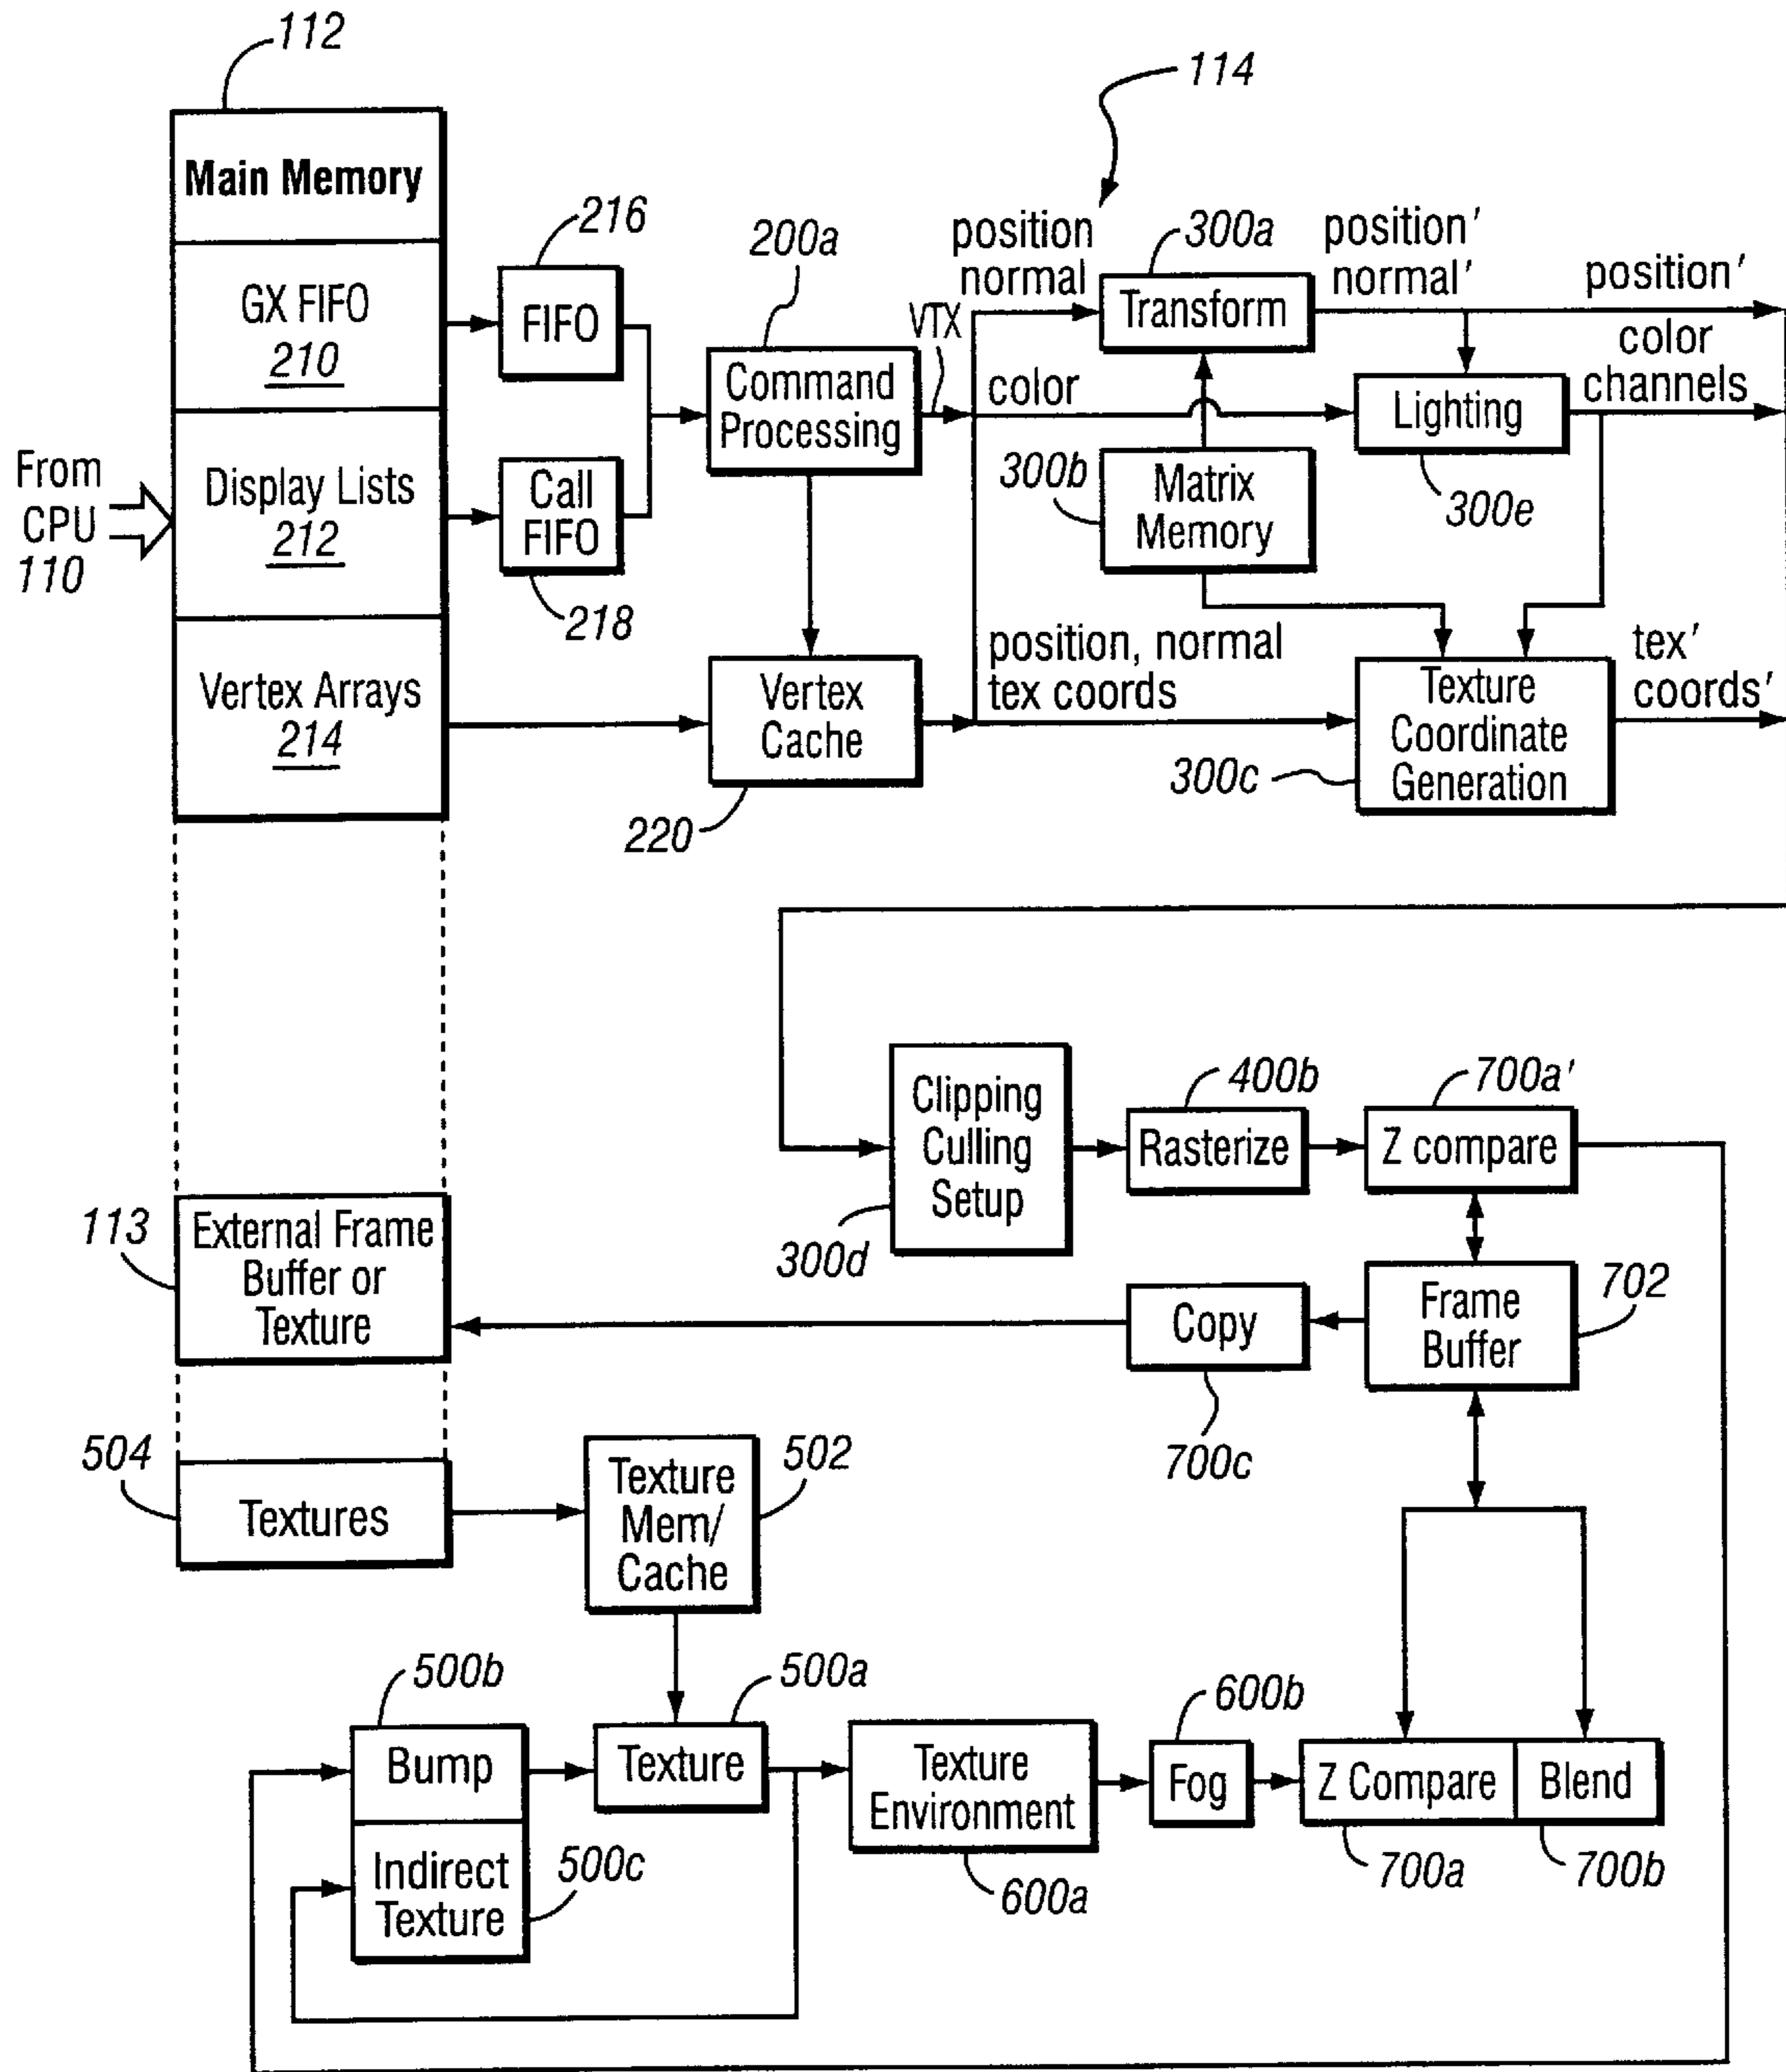 112
114
Main Memory
216
200a
position
normal
300a
position′
normal′
position′
GX FIFO
210
FIFO
Transform
VTX
color
channels
Command
Processing
color
Lighting
From
CPU
110
Display Lists
212
Call
FIFO
300b
Matrix
Memory
300e
218
position, normal
tex coords
tex′
coords′
Vertex Arrays
214
Vertex
Cache
Texture
Coordinate
Generation
300c
220
400b
700a′
Clipping
Culling
Setup
Rasterize
Z compare
113
External Frame
Buffer or
Texture
300d
702
Copy
Frame
Buffer
504
502
700c
Textures
Texture
Mem/
Cache
500b
500a
600b
Bump
Texture
Texture
Environment
Fog
Z Compare
Blend
Indirect
Texture
500c
600a
700a
700b